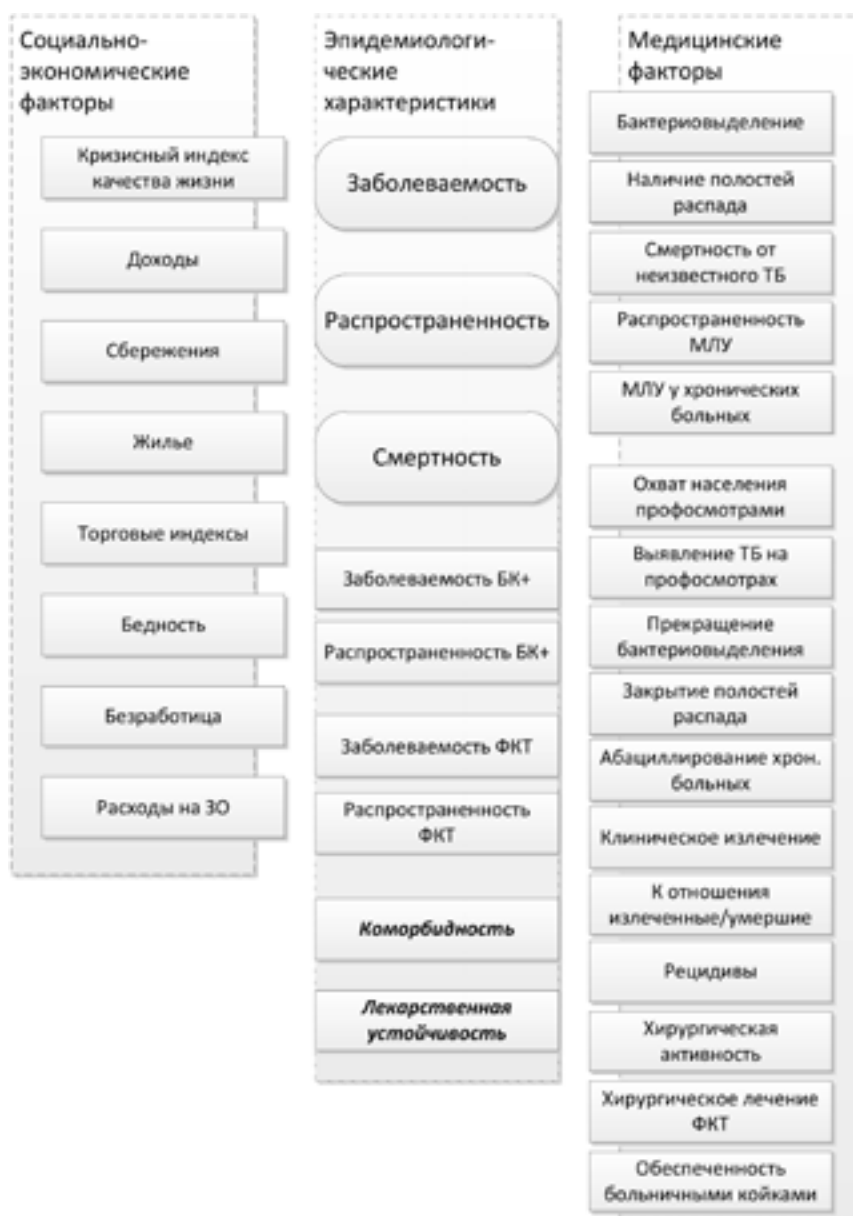 Социально-
экономические
факторы
Кризисный индекс
качества жизни
Доходы
Сбережения
Жилье
Торговые индексы
Бедность
Безработица
Расходы на ЗО
Эпидемиологи-
ческие
характеристики
Заболеваемость
Распространенность
Смертность
Заболеваемость БК+
Распространенность БК+
Заболеваемость ФКТ
Распространенность
ФКТ
Коморбидность
Лекарственная
устойчивость
Медицинские
факторы
Бактериовыделение
Наличие полостей
распада
Смертность от
неизвестного ТБ
Распространенность
МЛУ
МЛУ у хронических
больных
Охват населения
профосмотрами
Выявление ТБ на
профосмотрах
Прекращение
бактериовыделения
Закрытие полостей
распада
Абациллирование хрон.
больных
Клиническое излечение
К отношения
излеченные/умершие
Рецидивы
Хирургическая
активность
Хирургическое лечение
ФКТ
Обеспеченность
больничными койками